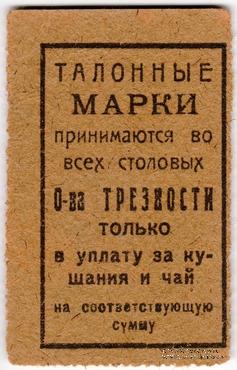 ТАЛОННЫЕ
МАРКИ
принимаются во
всех столовых
О-ва ТРЕЗВОСТИ
только
в уплату за ку-
шания и чай
на соответствующую
сумму